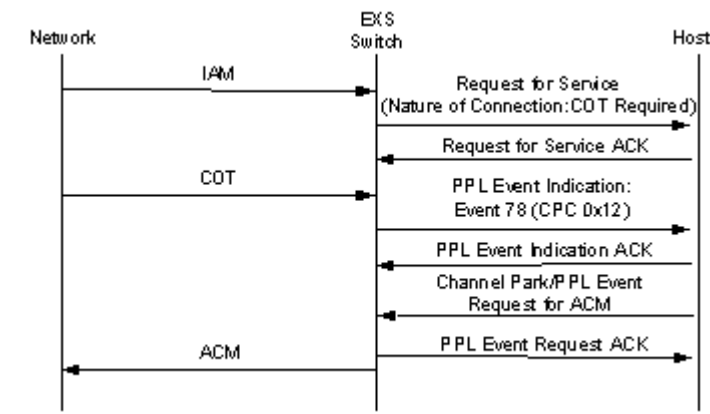 Network
EXS
Switch
Host
IAM
Request for Service
(Nature of Connection:COT Required)
Request for Service ACK
COT
PPL Event Indication:
Event 78 (CPC 0x12)
PPL Event Indication ACK
Channel Park/PPL Event
Request for ACM
PPL Event Request ACK
ACM